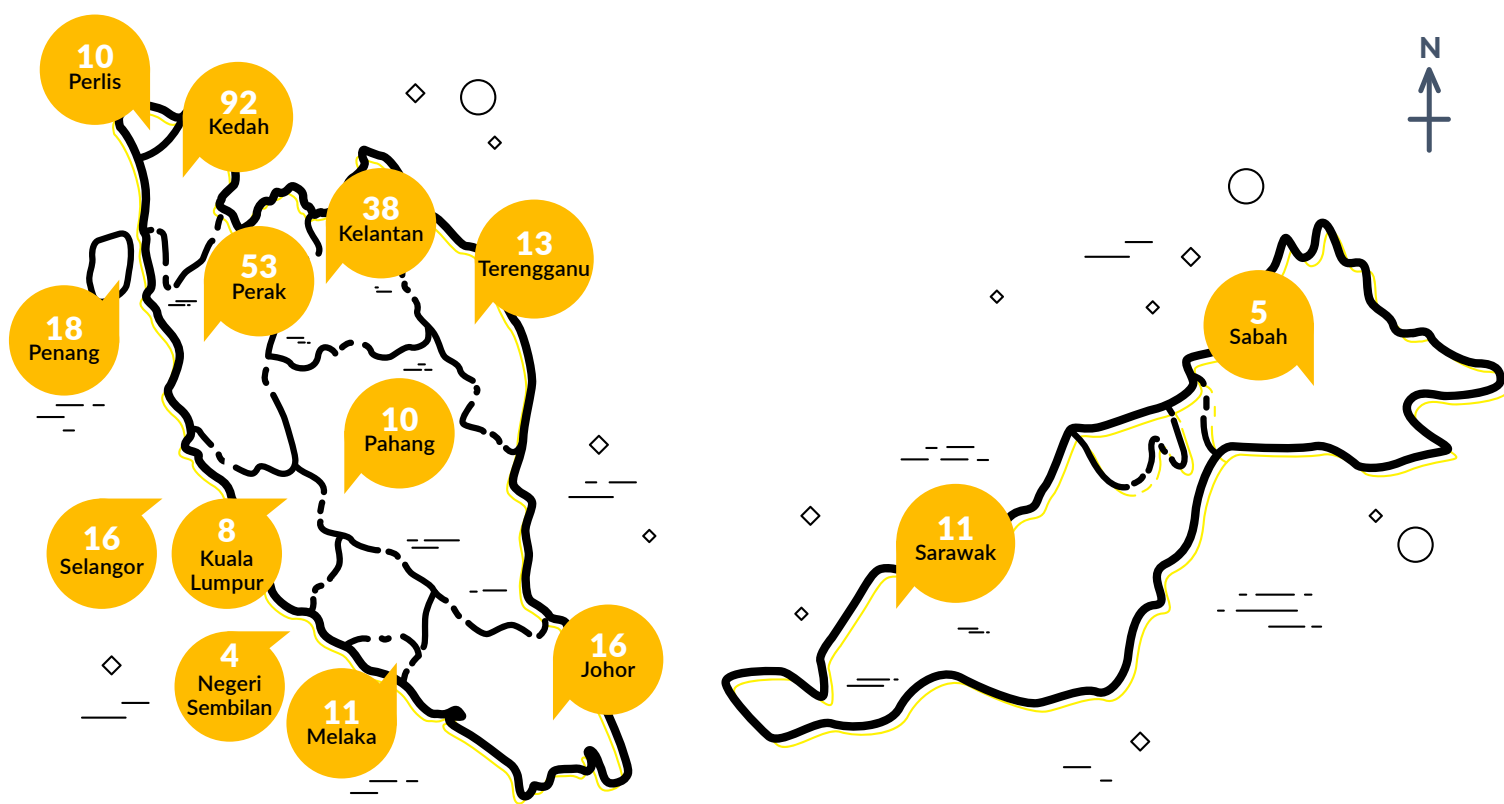 10
Perlis
92
Kedah
38
Kelantan
13
Terengganu
53
Perak
18
Penang
10
Pahang
16
Selangor
8
Kuala
Lumpur
4
Negeri
Sembilan
11
Melaka
16
Johor
N
5
Sabah
11
Sarawak